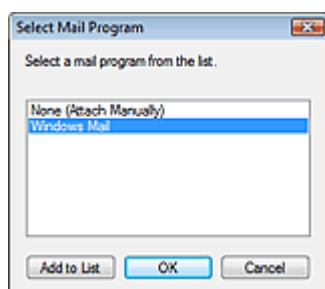 Select Mail Program
Select a mail program from the list.
None (Attach Manually)
Windows Mail
Add to List OK Cancel